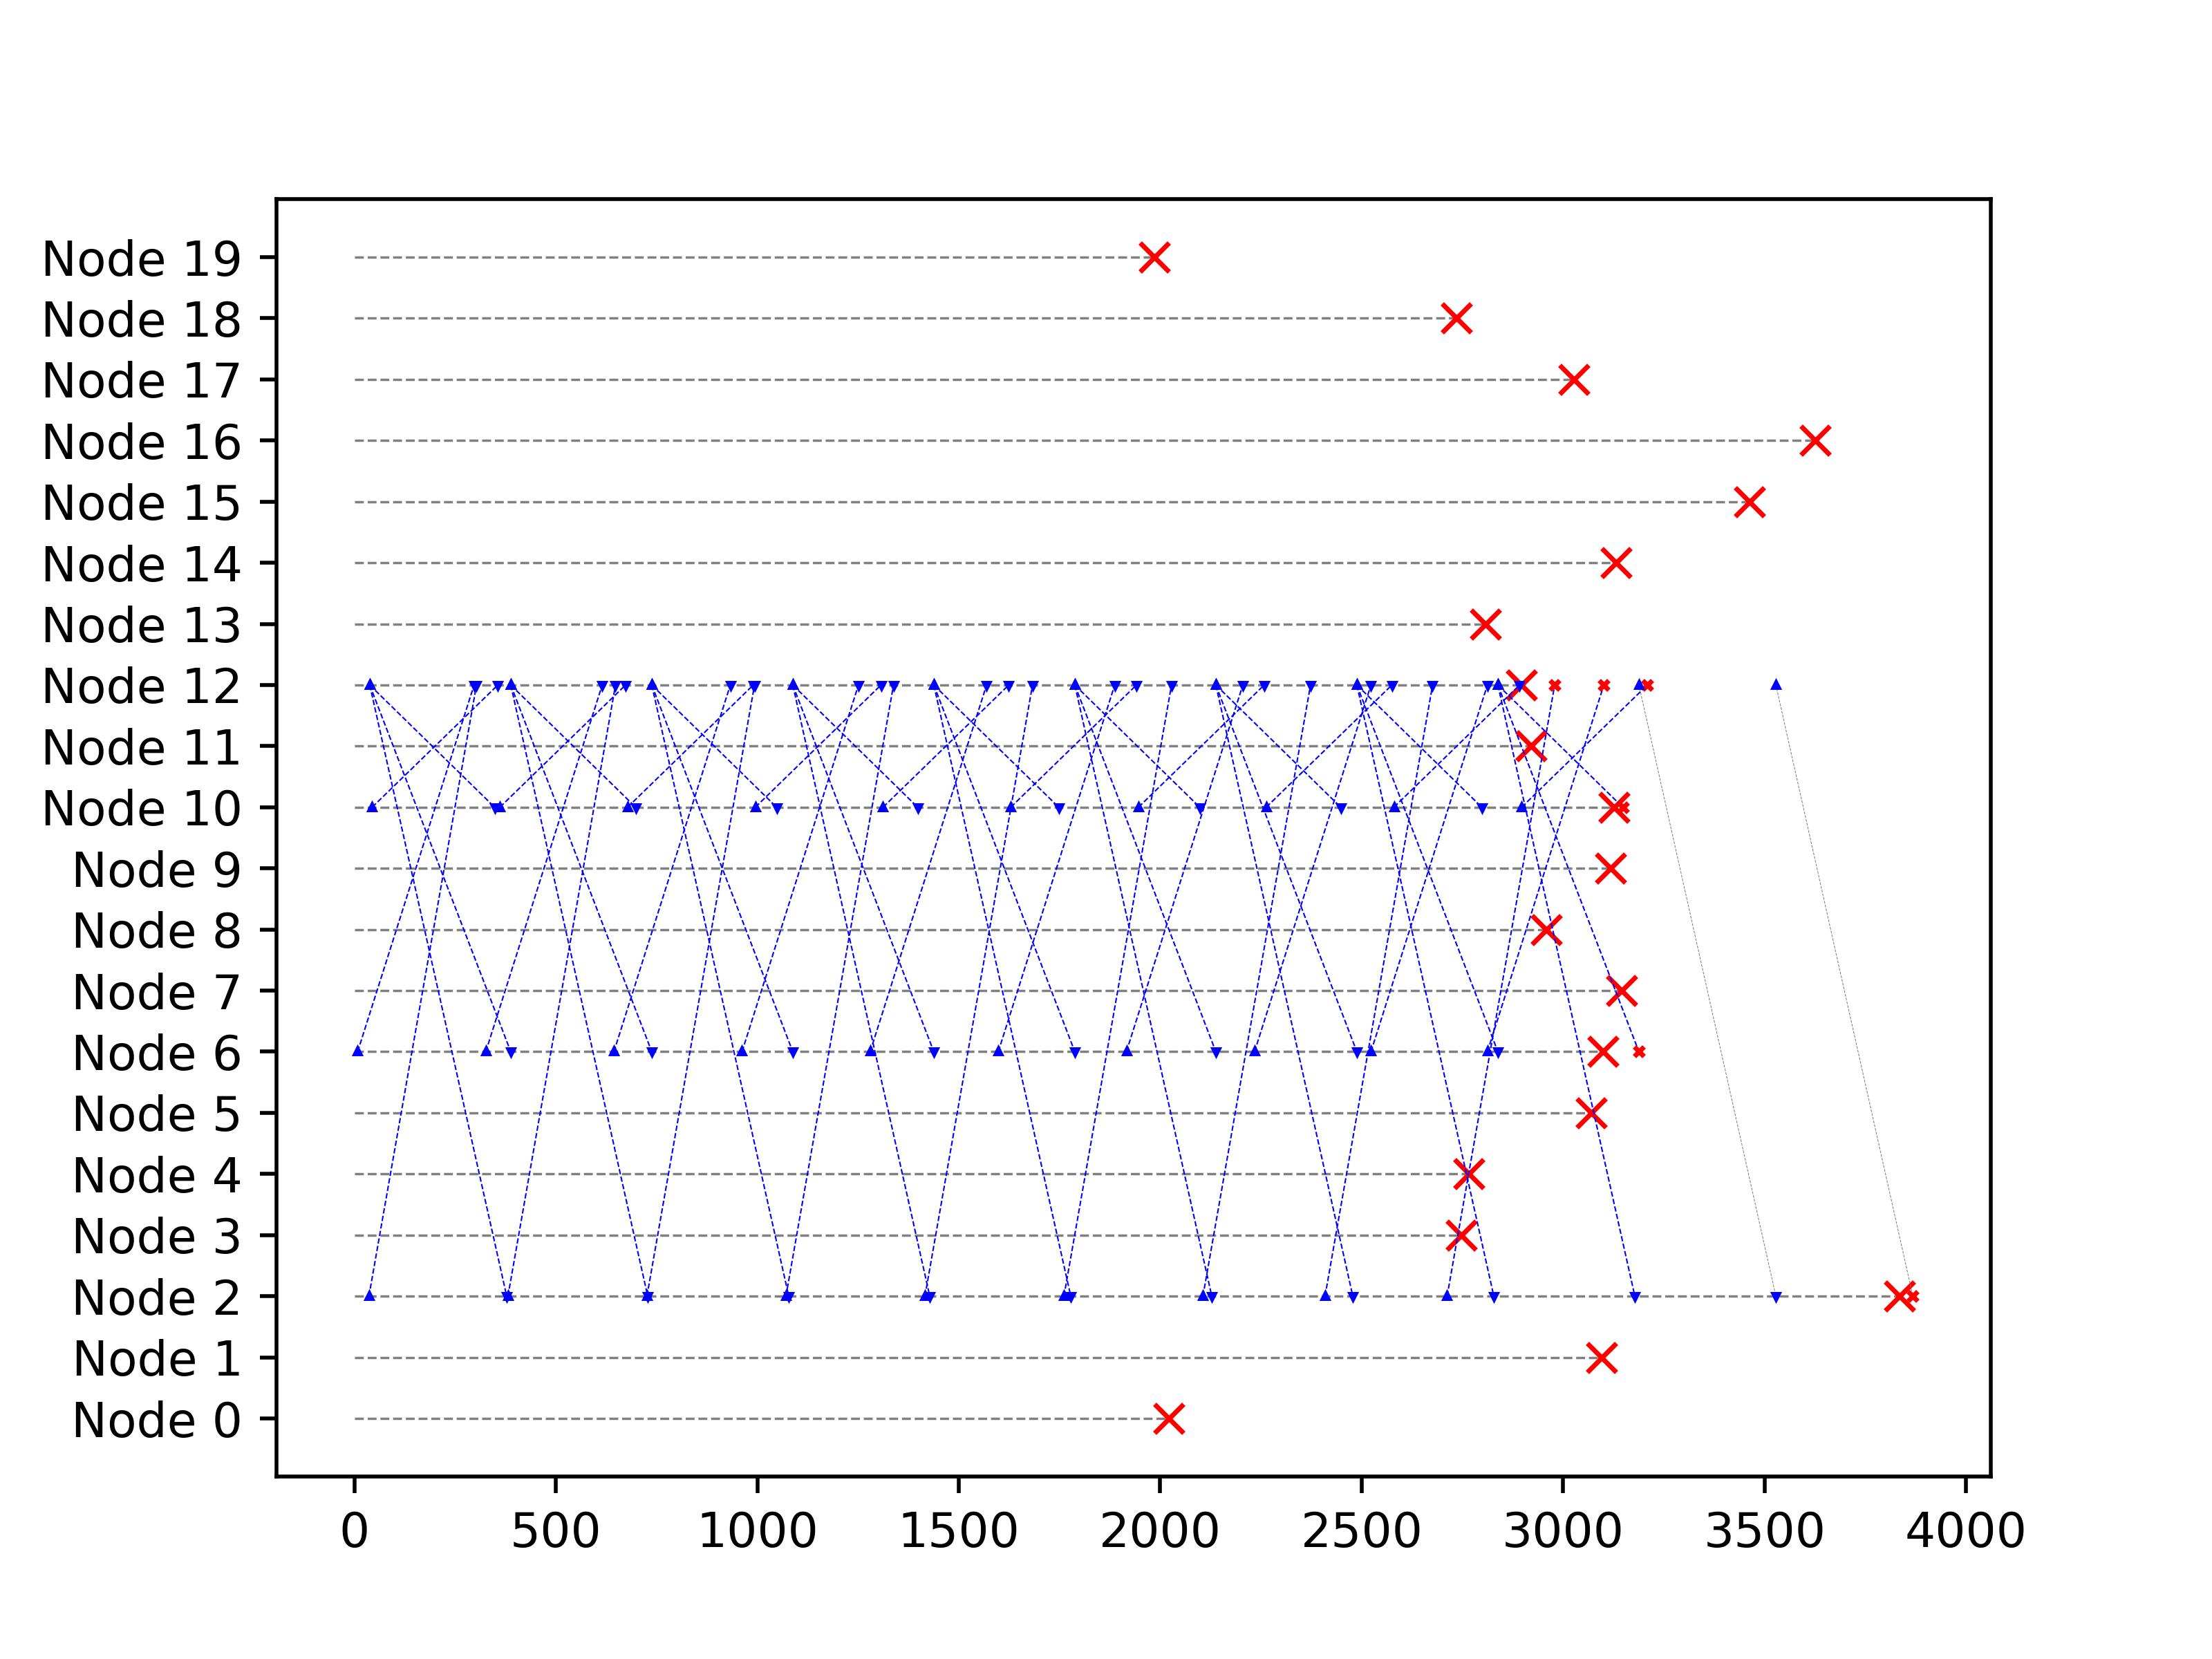 Node 19
Node 18
Node 17
Node 16
Node 15
Node 14
Node 13
Node 12
Node 11
Node 10
Node 9
Node 8
Node 7
Node 6
Node 5
Node 4
Node 3
Node 2
Node 1
Node 0
0 500 1000 1500 2000 2500 3000 3500 4000